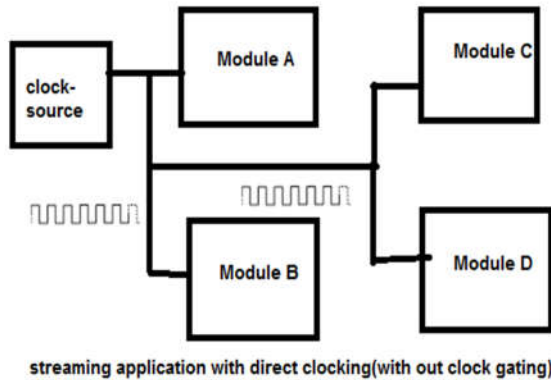 clock-
source
Module A
Module C
Module B
Module D
streaming application with direct clocking(with out clock gating)